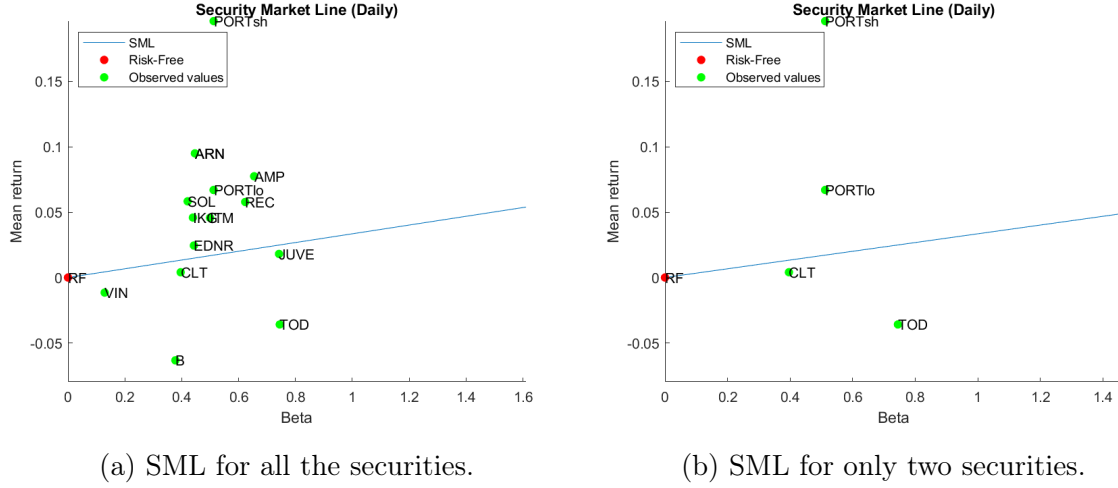 Security Market Line (Daily)
PORTsh
SML
Risk-Free
Observed values
0.15
0.1
0.05
0
-0.05
Mean return
ARN
AMP
PORTlo
SOL
REC
IKG
ITM
EDNR
JUVE
CLT
RF
VIN
TOD
B
0 0.2 0.4 0.6 0.8 1 1.2 1.4 1.6
Beta
(a) SML for all the securities.
Security Market Line (Daily)
PORTsh
SML
Risk-Free
Observed values
0.15
0.1
0.05
0
-0.05
Mean return
PORTlo
CLT
RF
TOD
0 0.2 0.4 0.6 0.8 1 1.2 1.4
Beta
(b) SML for only two securities.